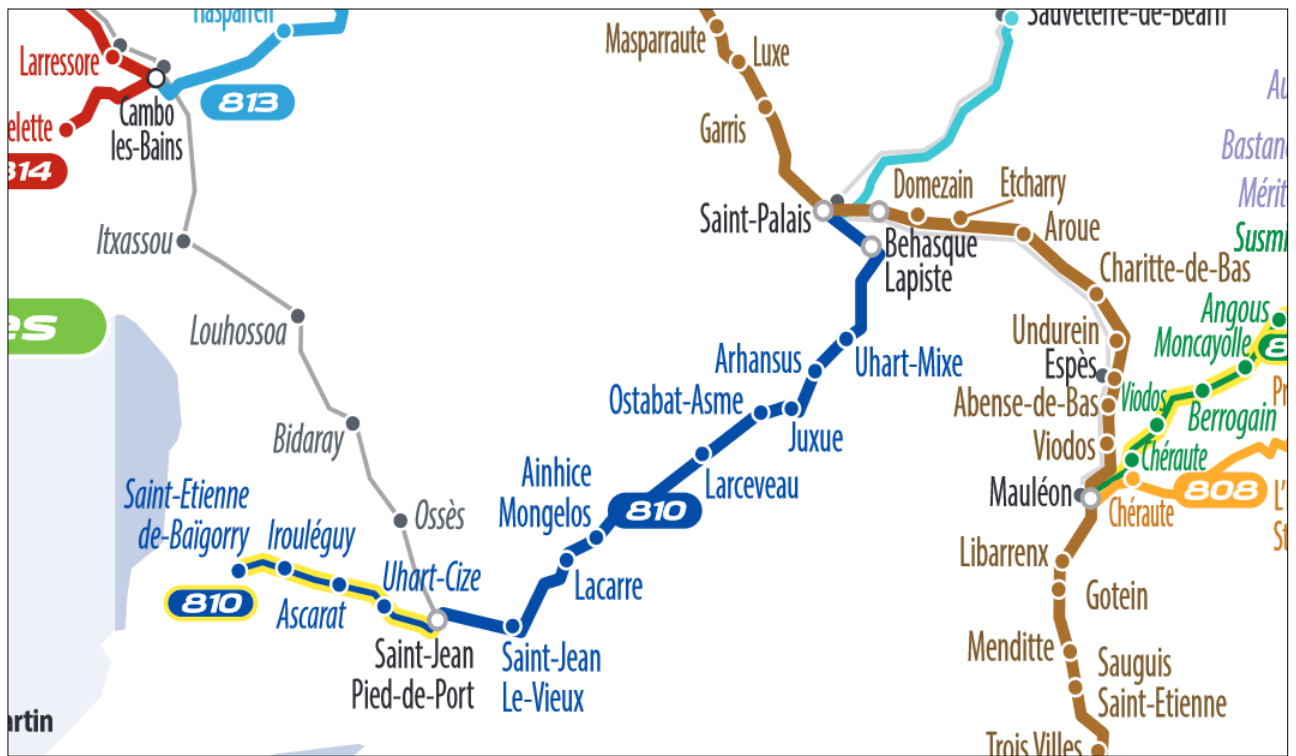 Hasparren
Sauveterre-de-Béarn
Masparraute
Luxe
Larressore
813
Cambo
les-Bains
elette
814
Garris
Bastan
Mérit
Domezain
Etcharry
Saint-Palais
Aroue
Behasque
Lapiste
Susmi
Itxassou
Charitte-de-Bas
Angous
es
Louhossoa
Undurein
Moncayolle
Arhansus
Uhart-Mixe
Espès
Ostabat-Asme
Abense-de-Bas
Viodos
Berrogain
Juxue
Bidaray
Viodos
Chéraute
Ainhice
Mongelos
Larceveau
Mauléon
808
Chéraute
810
Saint-Etienne
de-Baïgorry
Irouléguy
Ossès
Libarrenx
Uhart-Cize
Lacarre
810
Ascarat
Gotein
Saint-Jean
Pied-de-Port
Saint-Jean
Le-Vieux
Menditte
Sauguis
Saint-Etienne
artin
Trois Villes